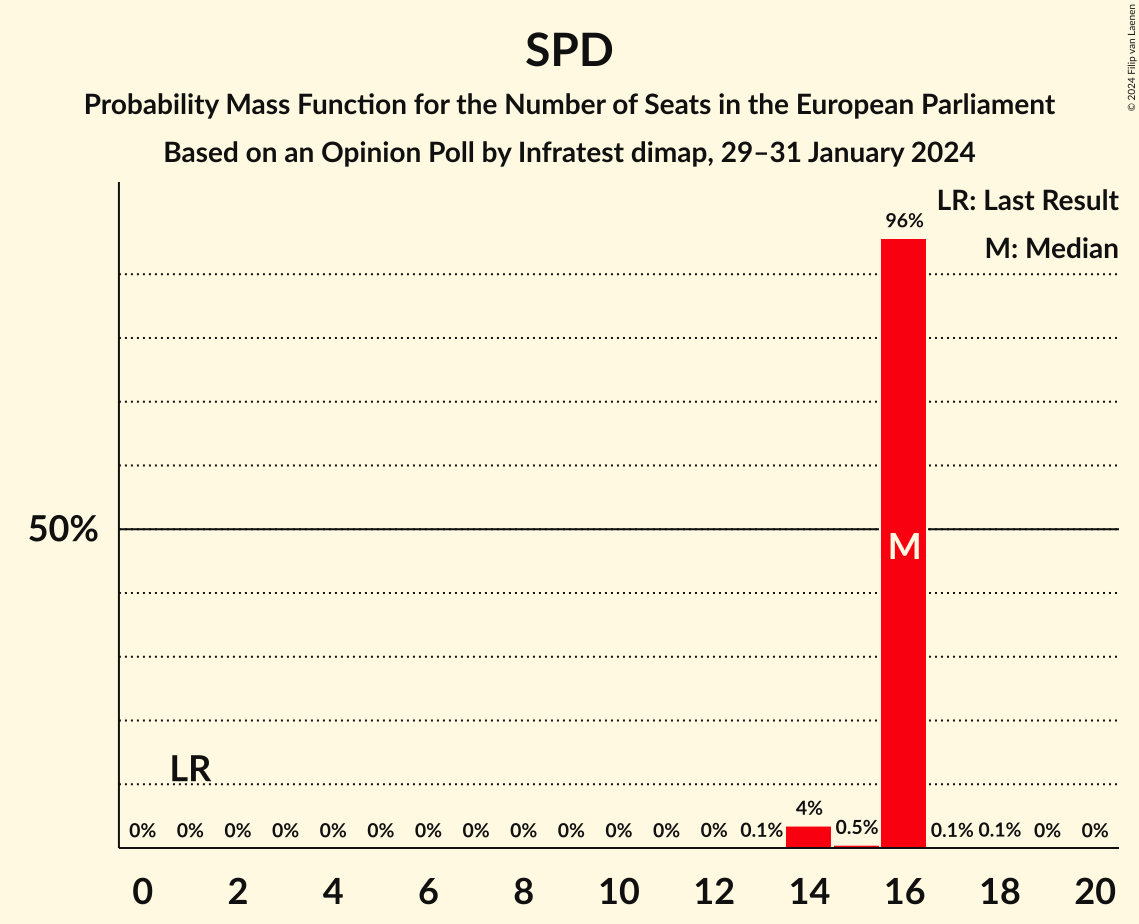 SPD
Probability Mass Function for the Number of Seats in the European Parliament
Based on an Opinion Poll by Infratest dimap, 29–31 January 2024
© 2024 Filip van Laenen
LR: Last Result
M: Median
96%
50%
M
LR
4%
0% 0% 0% 0% 0% 0% 0% 0% 0% 0% 0% 0% 0% 0.1% 0.5% 0.1% 0.1% 0% 0%
0 2 4 6 8 10 12 14 16 18 20